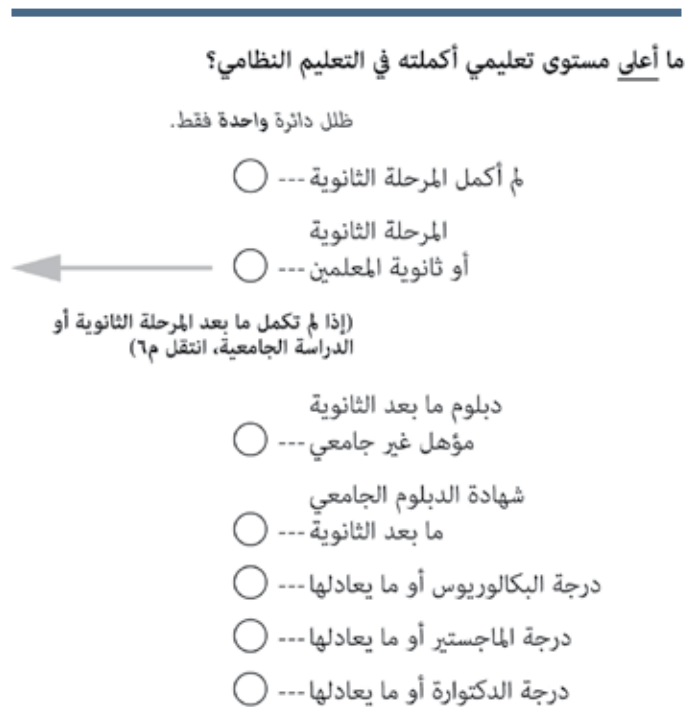 ما أعلى مستوى تعليمي أكملته في التعليم النظامي؟
ظلل دائرة واحدة فقط.
لم أكمل المرحلة الثانوية ---
المرحلة الثانوية
أو ثانوية المعلمين ---
(إذا لم تكمل ما بعد المرحلة الثانوية أو
الدراسة الجامعية، انتقل م٦)
دبلوم ما بعد الثانوية
مؤهل غير جامعي ---
شهادة الدبلوم الجامعي
ما بعد الثانوية ---
درجة البكالوريوس أو ما يعادلها ---
درجة الماجستير أو ما يعادلها ---
درجة الدكتوارة أو ما يعادلها ---